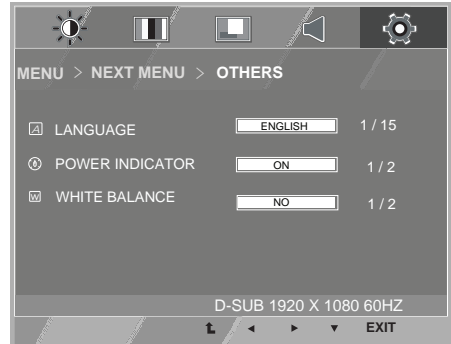 MENU > NEXT MENU > OTHERS
A LANGUAGE ENGLISH 1 / 15
POWER INDICATOR ON 1 / 2
W WHITE BALANCE NO 1 / 2
D-SUB 1920 X 1080 60HZ
EXIT